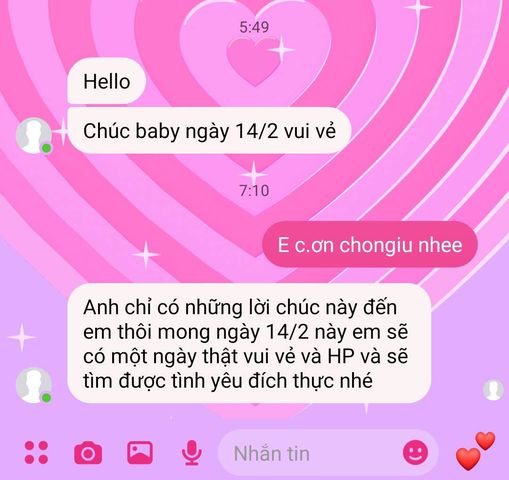 5:49
Hello
Chúc baby ngày 14/2 vui vẻ
7:10
E c.ơn chongiu nhee
Anh chỉ có những lời chúc này đến
em thôi mong ngày 14/2 này em sẽ
có một ngày thật vui vẻ và HP và sẽ
tìm được tình yêu đích thực nhé
Nhắn tin